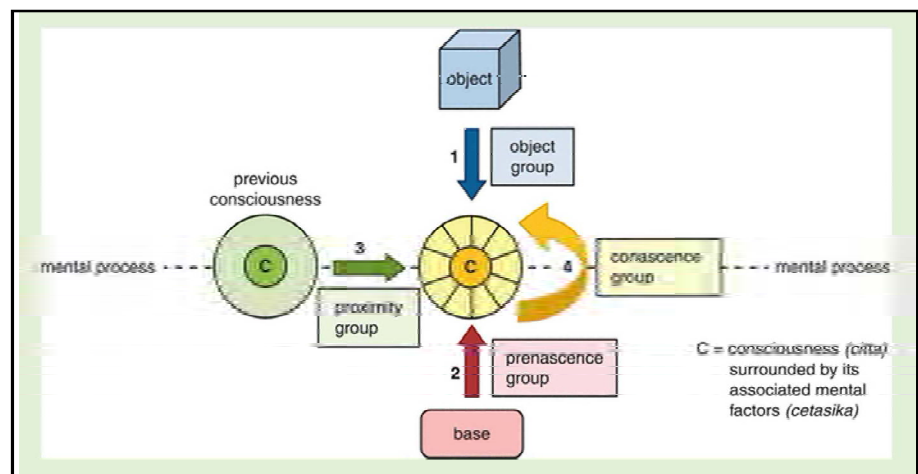 object
1
object
group
previous
consciousness
mental process
C
3
C
4
conascence
group
mental process
proximity
group
2
prenascence
group
C = consciousness (citta)
surrounded by its
associated mental
factors (cetasika)
base